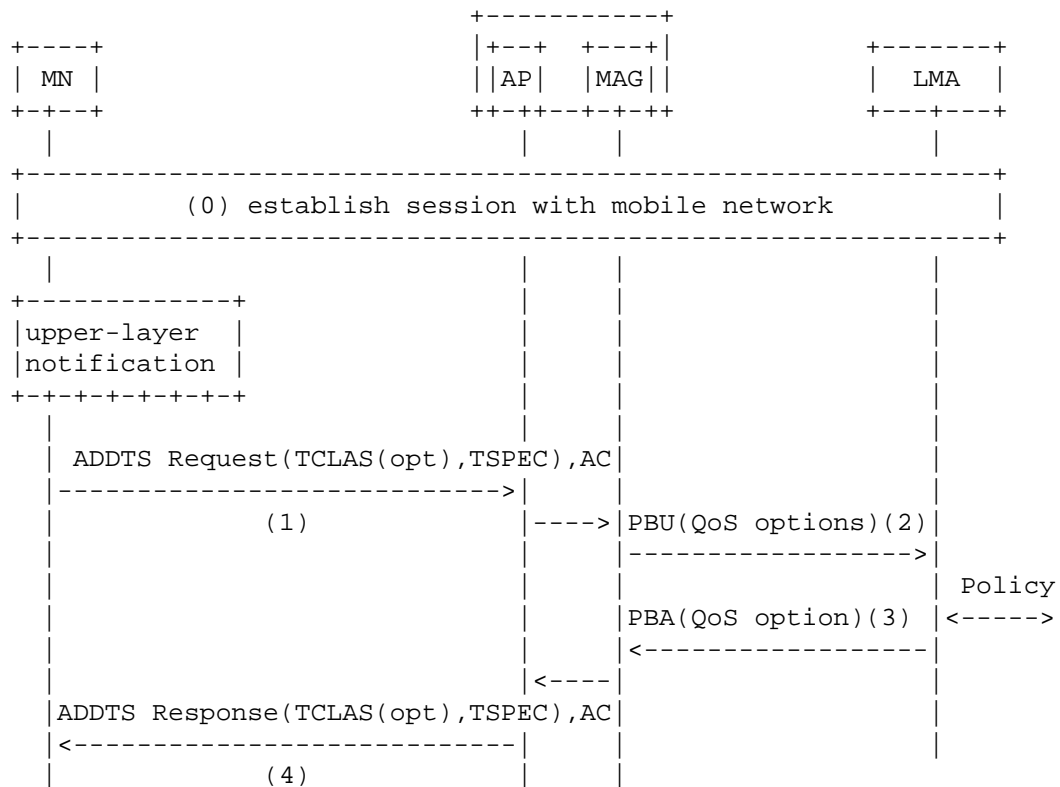 MN AP MAG LMA
(0) establish session with mobile network
upper-layer
notification
ADDTS Request(TCLAS(opt),TSPEC),AC
(1) PBU(QoS options)(2)
Policy
PBA(QoS option)(3)
ADDTS Response(TCLAS(opt),TSPEC),AC
(4)